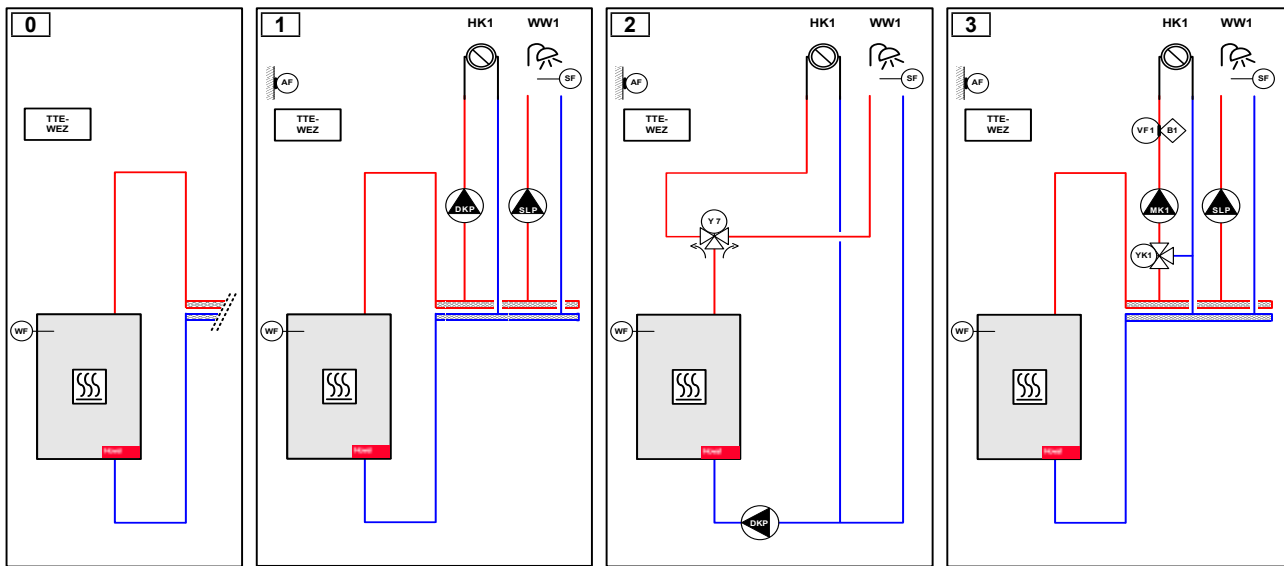 0
TTE-
WEZ
WF
1
HK1
WW1
AF
SF
TTE-
WEZ
DKP
SLP
WF
2
HK1
WW1
AF
SF
TTE-
WEZ
Y7
WF
DKP
3
HK1
WW1
AF
SF
TTE-
WEZ
VF1
B1
MK1
SLP
YK1
WF